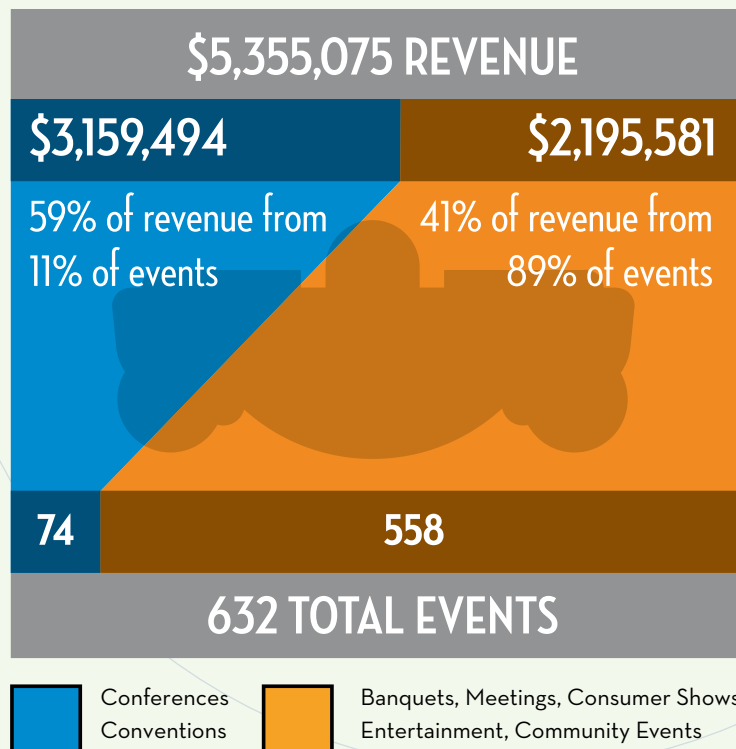 $5,355,075 REVENUE
$3,159,494
$2,195,581
59% of revenue from
11% of events
41% of revenue from
89% of events
74
558
632 TOTAL EVENTS
Conferences
Conventions
Banquets, Meetings, Consumer Shows
Entertainment, Community Events